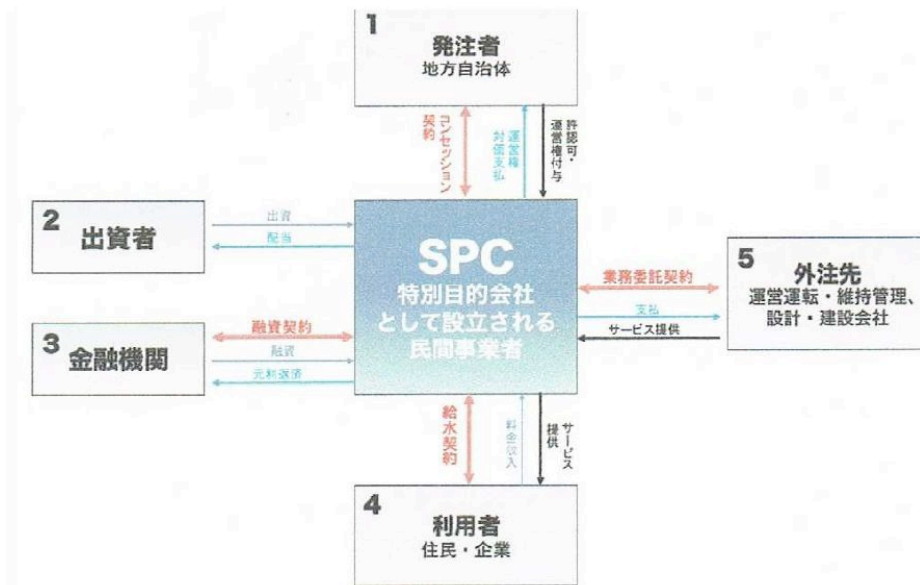 1
発注者
地方自治体
コンセッション
契約
運営権
対価支払
許認可・
運営権付与
2
出資者
出資
配当
SPC
特別目的会社
として設立される
民間事業者
5
外注先
運営運転・維持管理、
設計・建設会社
業務委託契約
支払
サービス提供
3
金融機関
融資契約
融資
元利返済
給水契約
料金収入
サービス
提供
4
利用者
住民・企業